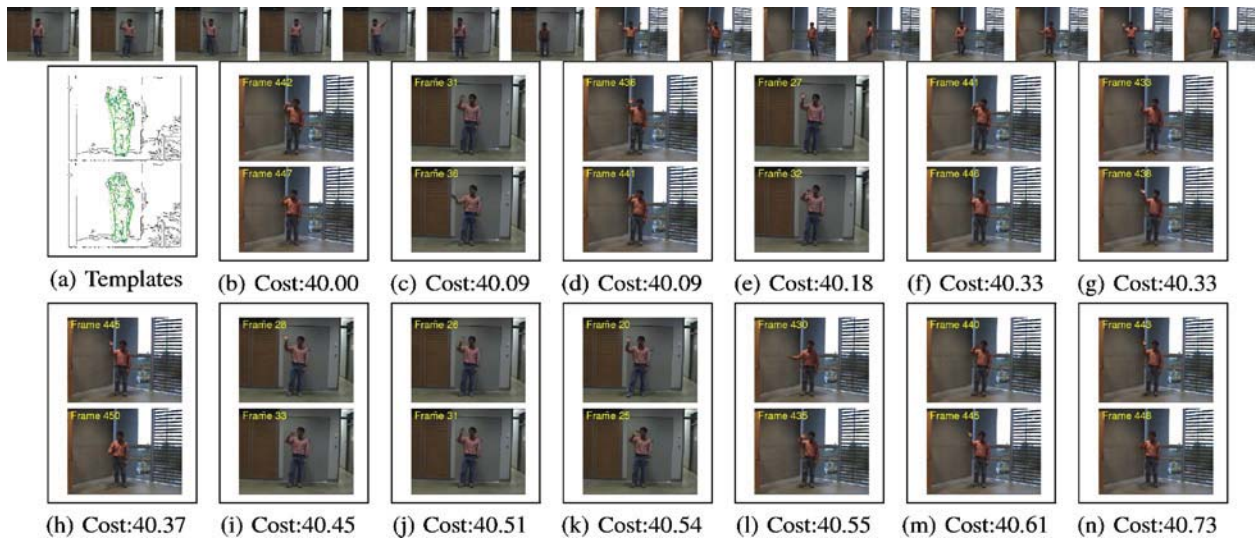 Frame 442
Frame 31
Frame 436
Frame 27
Frame 441
Frame 433
Frame 447
Frame 36
Frame 441
Frame 32
Frame 446
Frame 438
(a) Templates
(b) Cost:40.00
(c) Cost:40.09
(d) Cost:40.09
(e) Cost:40.18
(f) Cost:40.33
(g) Cost:40.33
Frame 445
Frame 28
Frame 26
Frame 20
Frame 430
Frame 440
Frame 443
Frame 450
Frame 33
Frame 31
Frame 25
Frame 435
Frame 445
Frame 448
(h) Cost:40.37
(i) Cost:40.45
(j) Cost:40.51
(k) Cost:40.54
(l) Cost:40.55
(m) Cost:40.61
(n) Cost:40.73